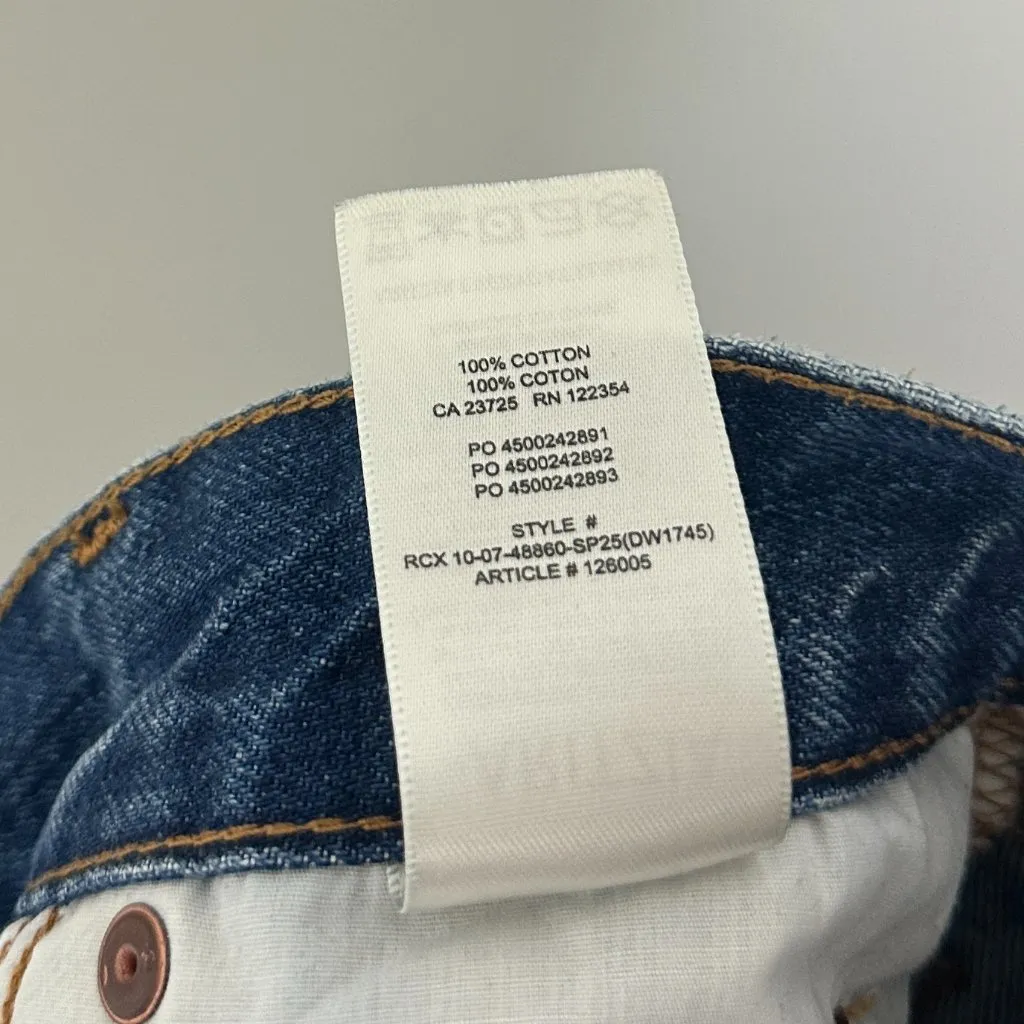 100% COTTON
100% COTON
CA 23725 RN 122354
PO 4500242891
PO 4500242892
PO 4500242893
STYLE #
RCX 10-07-48860-SP25(DW1745)
ARTICLE # 126005